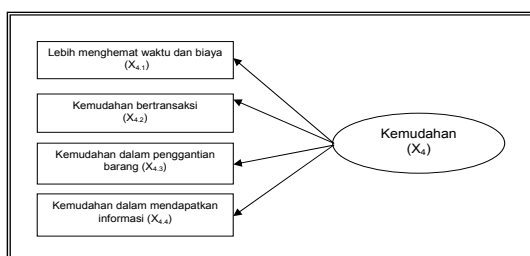 Lebih menghemat waktu dan biaya
(X4.1)
Kemudahan bertransaksi
(X4.2)
Kemudahan dalam penggantian
barang (X4.3)
Kemudahan dalam mendapatkan
informasi (X4.4)
Kemudahan
(X4)